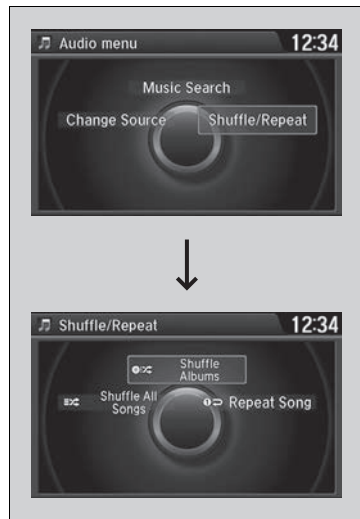 Audio menu 12:34
Music Search
Change Source Shuffle/Repeat
Shuffle/Repeat 12:34
Shuffle
Albums
Shuffle All
Songs
Repeat Song